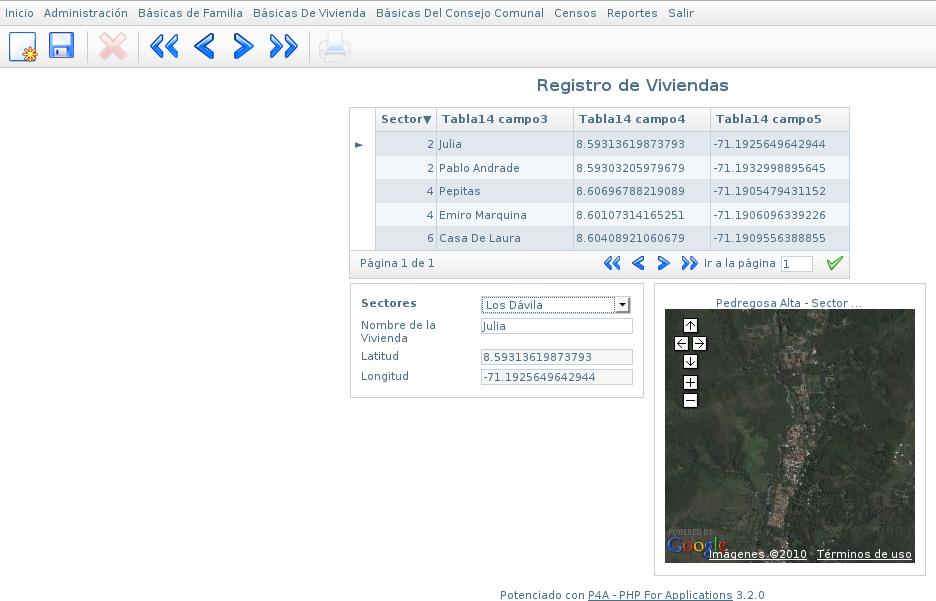 Inicio Administración Básicas de Familia Básicas De Vivienda Básicas Del Consejo Comunal Censos Reportes Salir
Registro de Viviendas
Sector▼ Tabla14 campo3 Tabla14 campo4 Tabla14 campo5
2 Julia 8.59313619873793 -71.1925649642944
2 Pablo Andrade 8.59303205979679 -71.1932998895645
4 Pepitas 8.60696788219089 -71.1905479431152
4 Emiro Marquina 8.60107314165251 -71.1906096339226
6 Casa De Laura 8.60408921060679 -71.1909556388855
Página 1 de 1 Ir a la página 1
Sectores Los Dávila
Nombre de la Vivienda Julia
Latitud 8.59313619873793
Longitud -71.1925649642944
Pedregosa Alta - Sector ...
POWERED BY
Google
Imágenes ©2010 Términos de uso
Potenciado con P4A - PHP For Applications 3.2.0